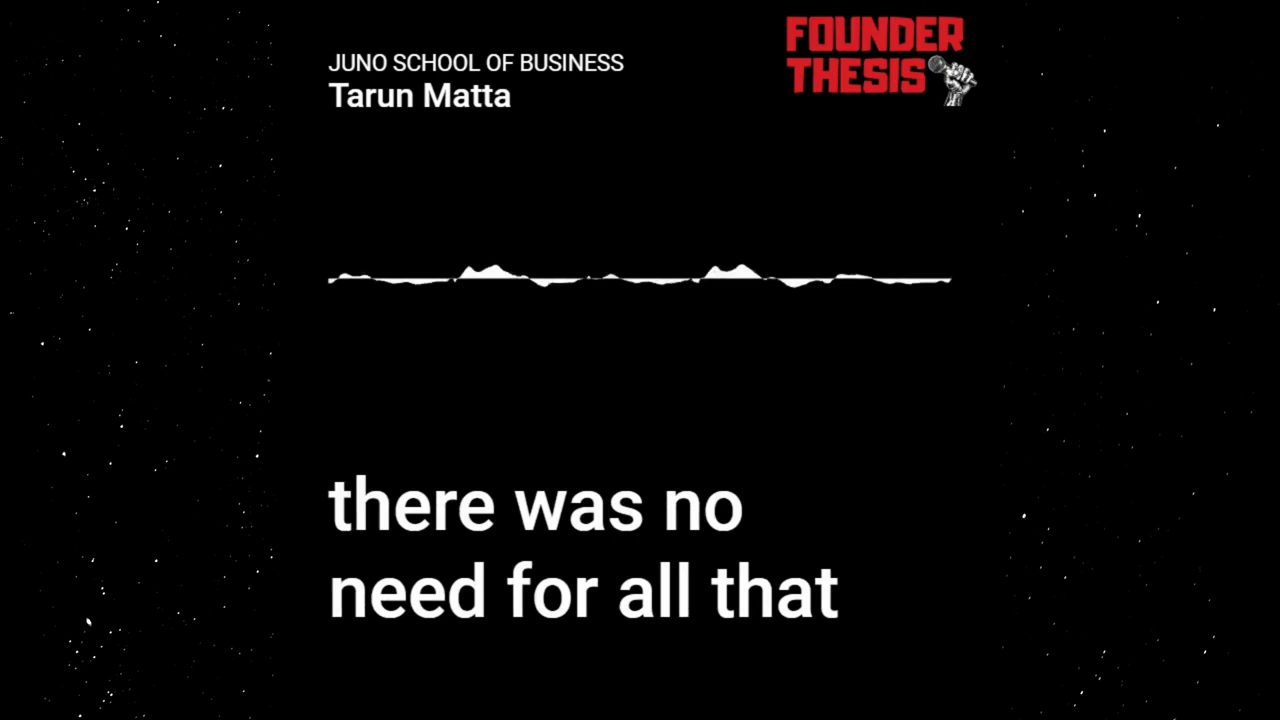 JUNO SCHOOL OF BUSINESS
Tarun Matta
FOUNDER
THESIS
there was no
need for all that